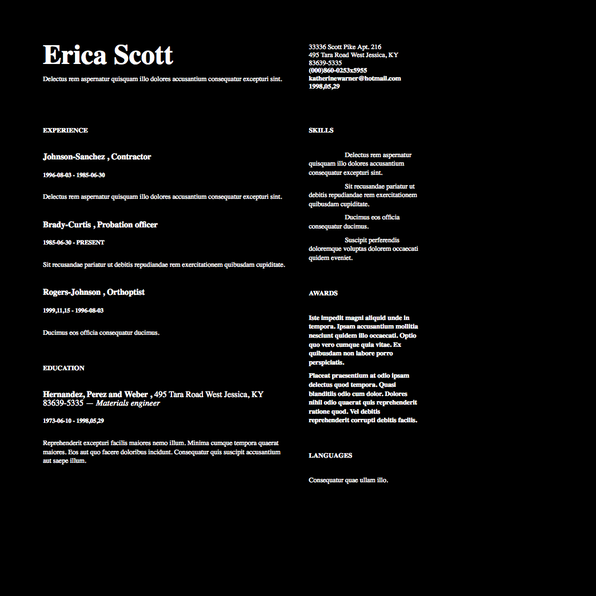 Erica Scott
Delectus rem aspernatur quisquam illo dolores accusantium consequatur excepturi sint.
33336 Scott Pike Apt. 216
495 Tara Road West Jessica, KY
83639-5335
(000)860-0253x5955
katherinewarner@hotmail.com
1998,05,29
EXPERIENCE
Johnson-Sanchez , Contractor
1996-08-03 - 1985-06-30
Delectus rem aspernatur quisquam illo dolores accusantium consequatur excepturi sint.
Brady-Curtis , Probation officer
1985-06-30 - PRESENT
Sit recusandae pariatur ut debitis repudiandae rem exercitationem quibusdam cupiditate.
Rogers-Johnson , Orthoptist
1999,11,15 - 1996-08-03
Ducimus eos officia consequatur ducimus.
EDUCATION
Hernandez, Perez and Weber , 495 Tara Road West Jessica, KY
83639-5335 — Materials engineer
1973-06-10 - 1998,05,29
Reprehenderit excepturi facilis maiores nemo illum. Minima cumque tempora quaerat
maiores. Eos aut quo facere doloribus incidunt. Consequatur quis suscipit accusantium
aut saepe illum.
SKILLS
Delectus rem aspernatur
quisquam illo dolores accusantium
consequatur excepturi sint.
Sit recusandae pariatur ut
debitis repudiandae rem exercitationem
quibusdam cupiditate.
Ducimus eos officia
consequatur ducimus.
Suscipit perferendis
doloremque voluptas dolorem occaecati
quidem eveniet.
AWARDS
Iste impedit magni aliquid unde in
tempora. Ipsam accusantium mollitia
nesciunt quidem illo occaecati. Optio
quo vero cumque quia vitae. Ex
quibusdam non labore porro
perspiciatis.
Placeat praesentium at odio ipsam
delectus quod tempora. Quasi
blanditiis odio cum dolor. Dolores
nihil odio quaerat quis reprehenderit
ratione quod. Vel debitis
reprehenderit corrupti debitis facilis.
LANGUAGES
Consequatur quae ullam illo.